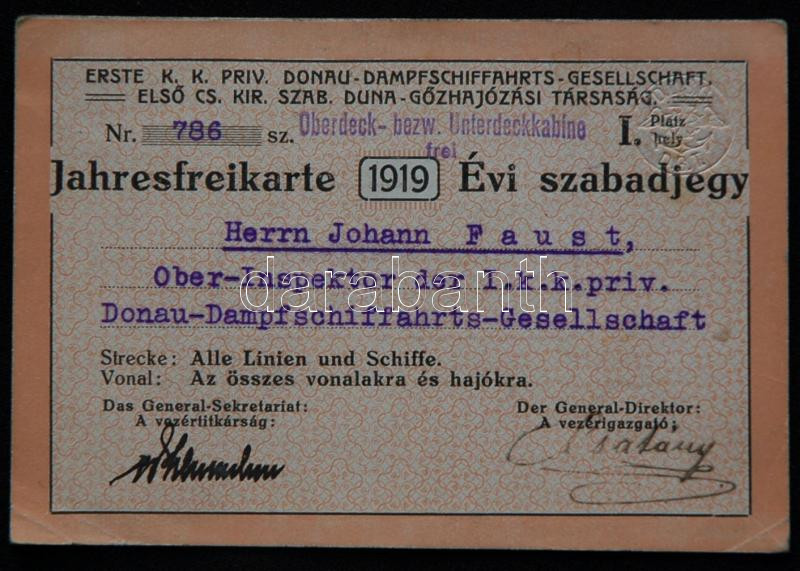 ERSTE K. K. PRIV. DONAU-DAMPFSCHIFFAHRTS-GESELLSCHAFT.
ELSŐ CS. KIR. SZAB. DUNA-GŐZHAJÓZÁSI TÁRSASÁG.
Nr. 786 sz. Oberdeck- bezw. Unterdeckkabine frei I. Platz hely
Jahresfreikarte 1919 Évi szabadjegy
Herrn Johann Faust,
Ober-Inspektor der I.k.k.priv.
darabanth
Donau-Dampfschiffahrts-Gesellschaft
Strecke: Alle Linien und Schiffe.
Vonal: Az összes vonalakra és hajókra.
Das General-Sekretariat: Der General-Direktor:
A vezértitkárság: A vezérigazgató: